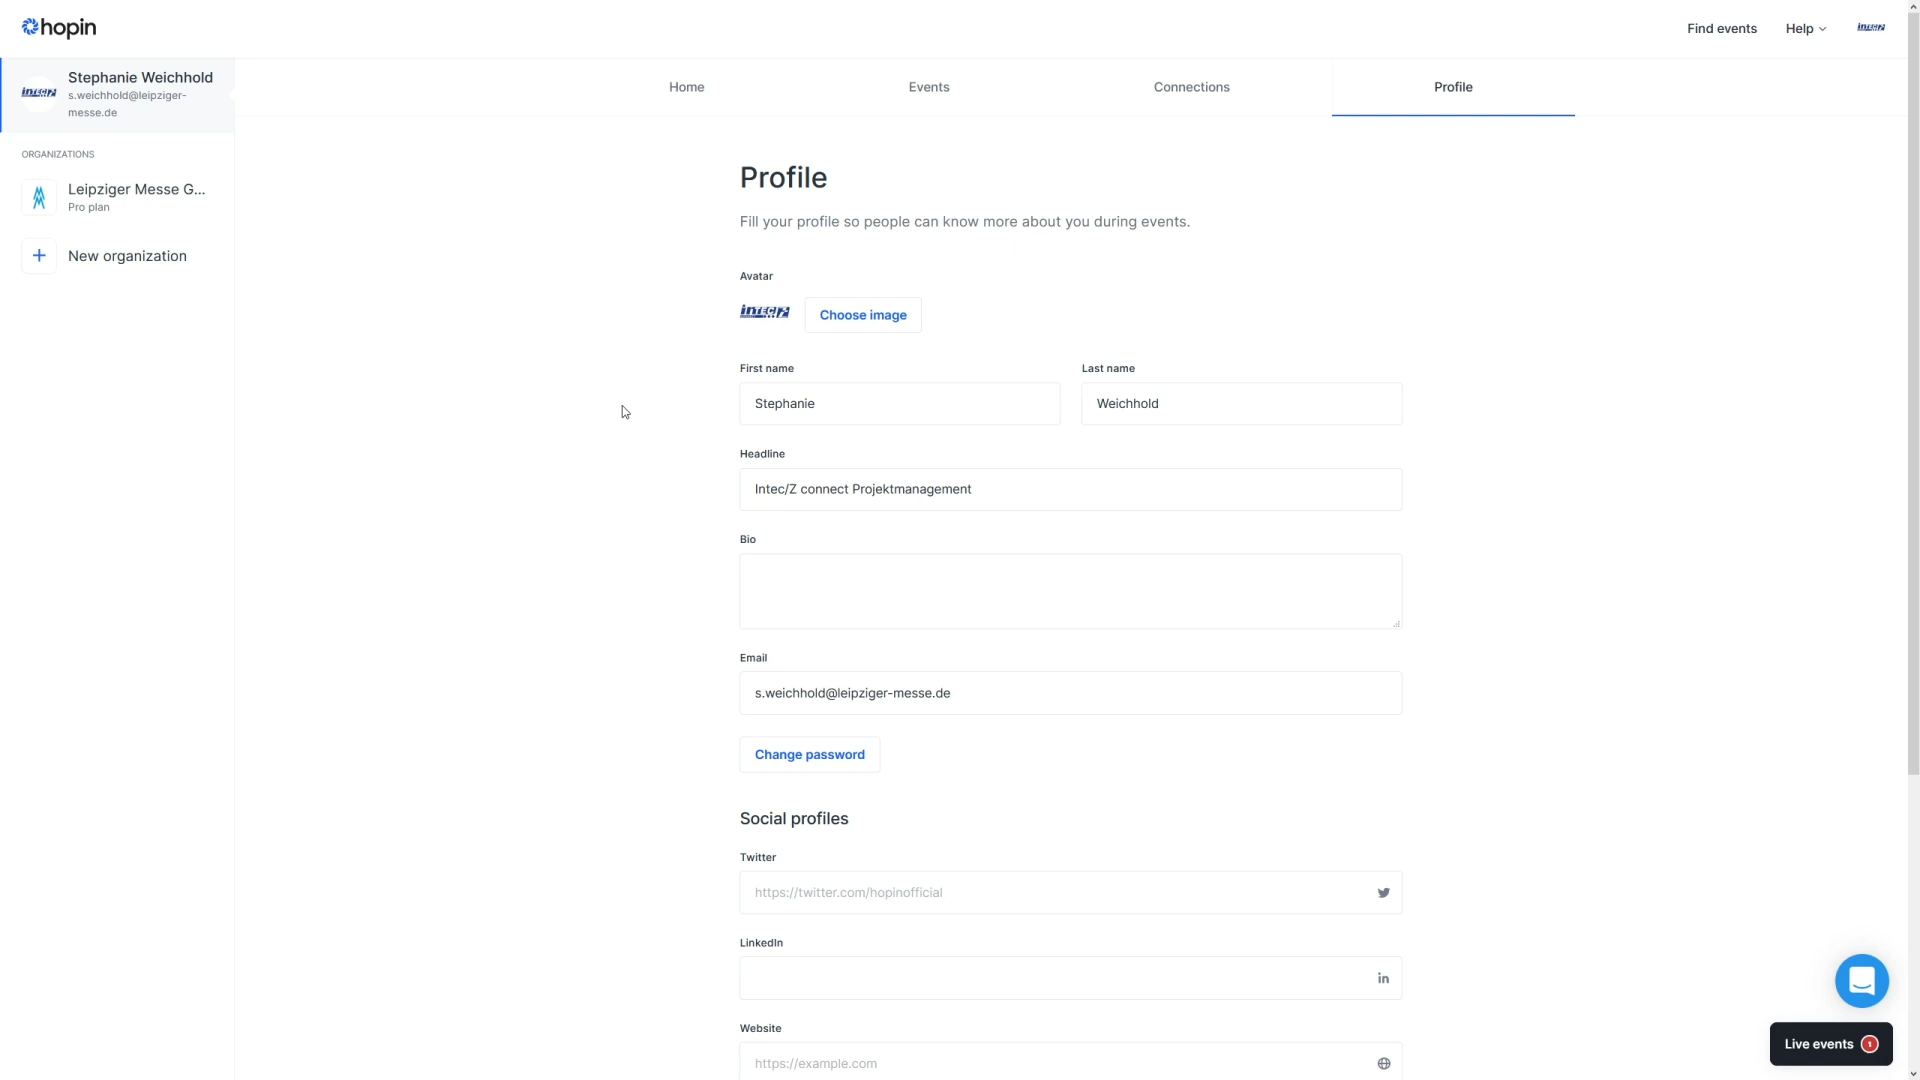 hopin
Find events
Help
intec Z
Stephanie Weichhold
s.weichhold@leipziger-
messe.de
Home
Events
Connections
Profile
ORGANIZATIONS
Leipziger Messe G...
Pro plan
New organization
Profile
Fill your profile so people can know more about you during events.
Avatar
intec Z
Choose image
First name
Last name
Stephanie
Weichhold
Headline
Intec/Z connect Projektmanagement
Bio
Email
s.weichhold@leipziger-messe.de
Change password
Social profiles
Twitter
https://twitter.com/hopinofficial
LinkedIn
in
Website
https://example.com
Live events 1